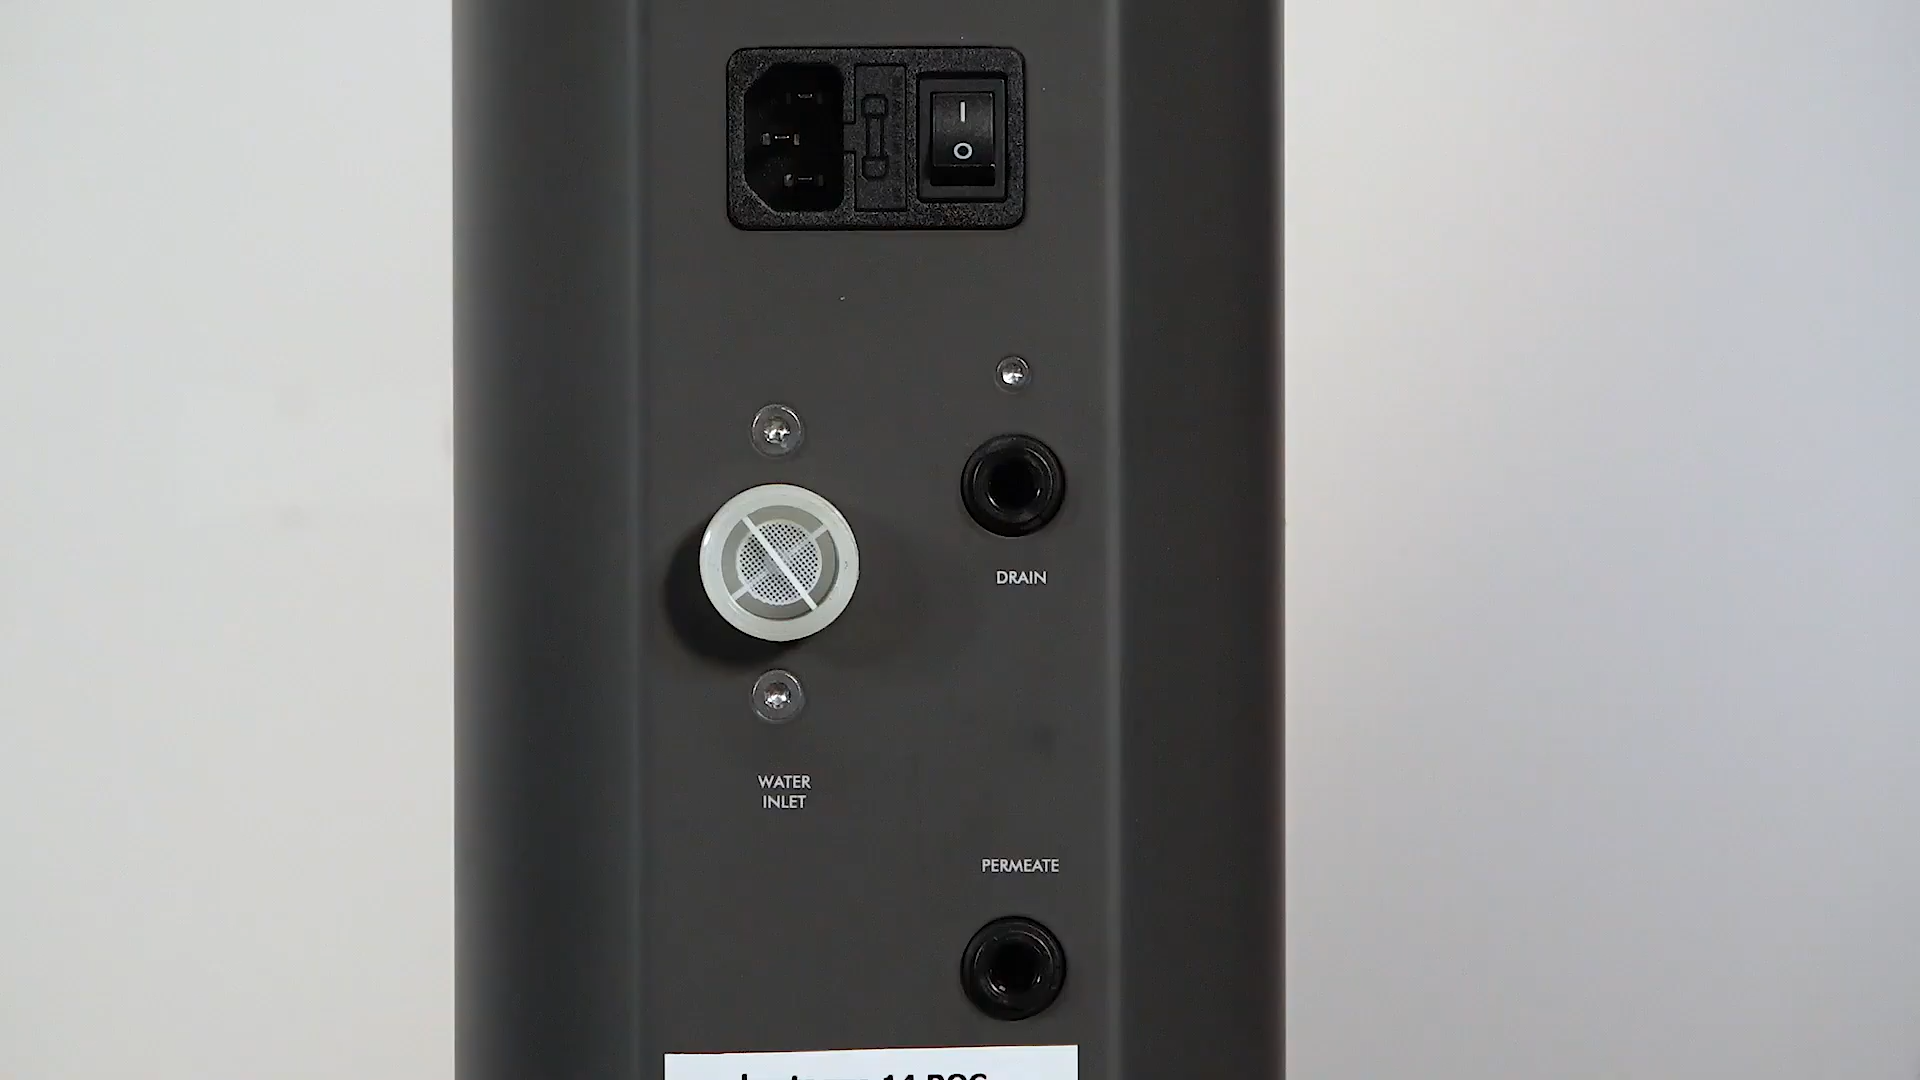 I
O
DRAIN
WATER
INLET
PERMEATE